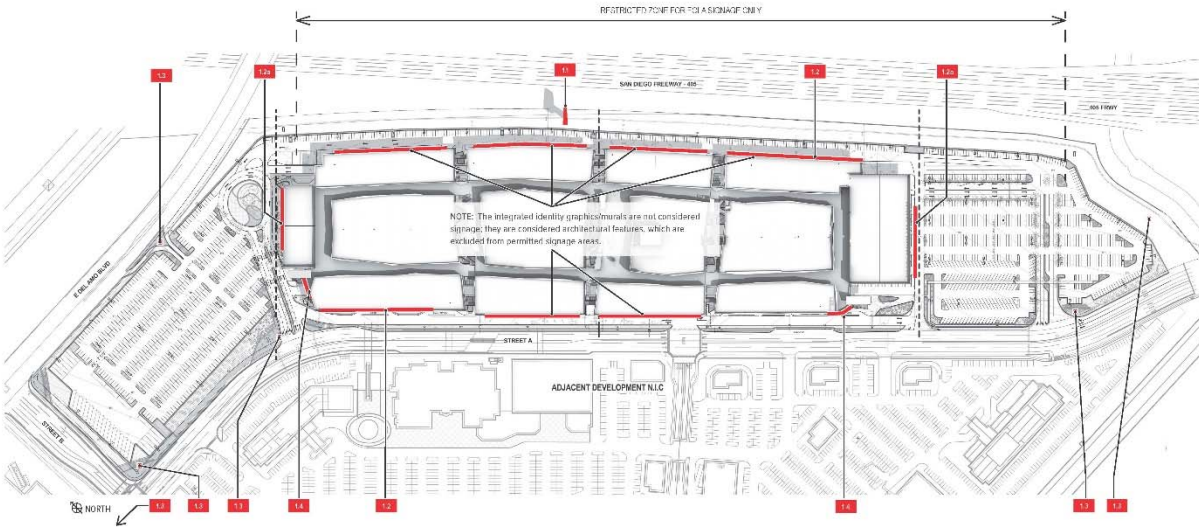 RESTRICTED ZONE FOR FOLA SIGNAGE ONLY
1.3
1.2a
1.1
1.2
1.2a
SAN DIEGO FREEWAY - 405
405 FRWY
NOTE: The integrated identity graphics/murals are not considered
signage; they are considered architectural features, which are
excluded from permitted signage areas.
E DEL AMO BLVD
STREET A
ADJACENT DEVELOPMENT N.I.C
STREET B
NORTH
1.2
1.3
1.3
1.4
1.2
1.4
1.3
1.3